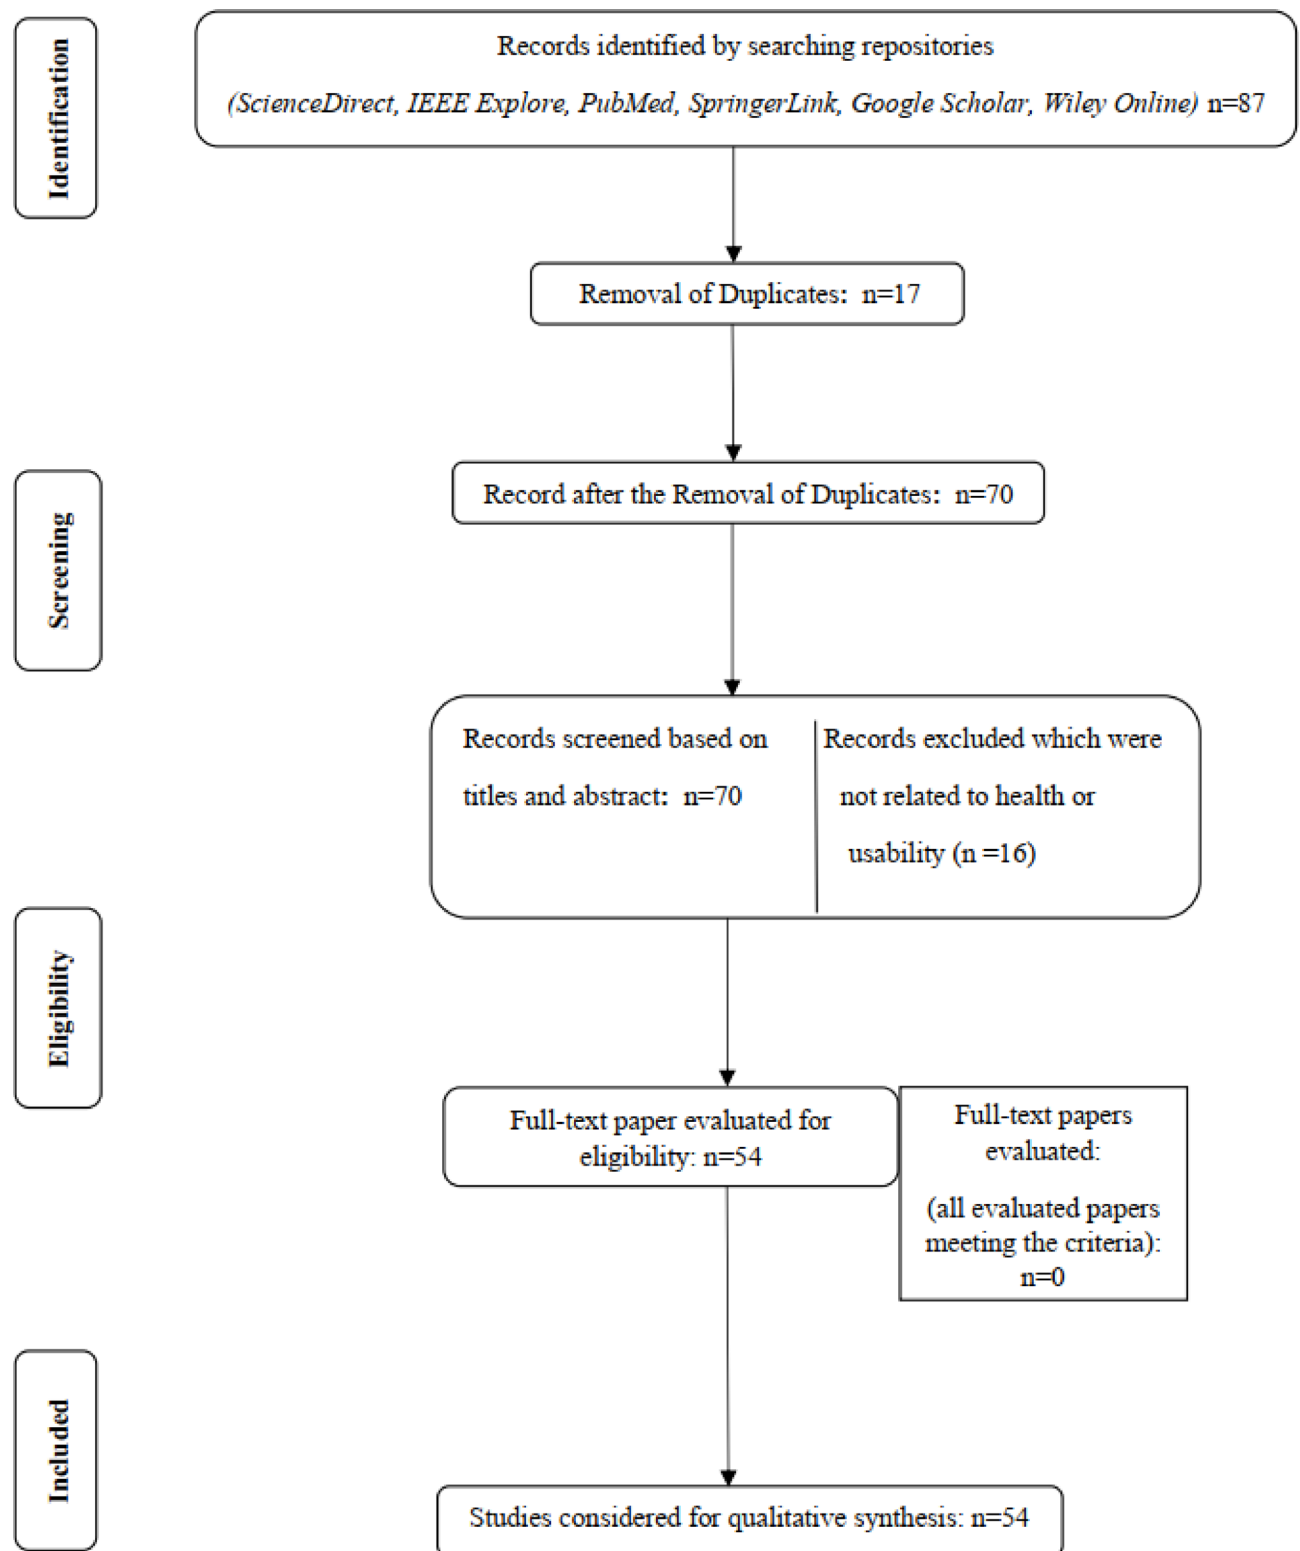 Identification
Records identified by searching repositories
(ScienceDirect, IEEE Explore, PubMed, SpringerLink, Google Scholar, Wiley Online) n=87
Removal of Duplicates: n=17
Screening
Record after the Removal of Duplicates: n=70
Records screened based on
titles and abstract: n=70
Records excluded which were
not related to health or
usability (n =16)
Eligibility
Full-text paper evaluated for
eligibility: n=54
Full-text papers
evaluated:
(all evaluated papers
meeting the criteria):
n=0
Included
Studies considered for qualitative synthesis: n=54